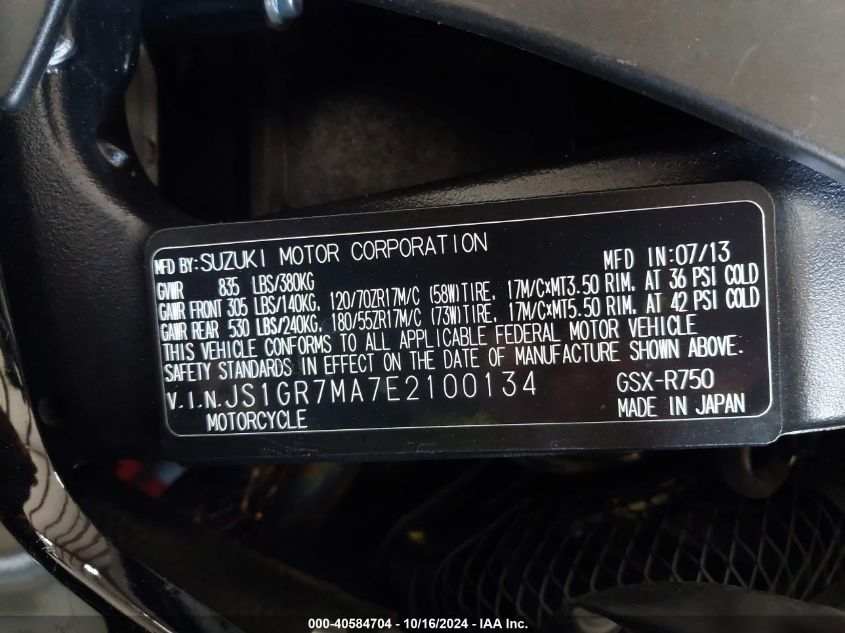 MFD BY:SUZUKI MOTOR CORPORATION MFD IN:07/13
GVWR 835 LBS/380KG
GAWR FRONT 305 LBS/140KG, 120/70ZR17M/C (58W)TIRE, 17M/C×MT3.50 RIM, AT 36 PSI COLD
GAWR REAR 530 LBS/240KG, 180/55ZR17M/C (73W)TIRE, 17M/C×MT5.50 RIM, AT 42 PSI COLD
THIS VEHICLE CONFORMS TO ALL APPLICABLE FEDERAL MOTOR VEHICLE
SAFETY STANDARDS IN EFFECT ON THE DATE OF MANUFACTURE SHOWN ABOVE.
V.I.N.JS1GR7MA7E2100134 GSX-R750
MOTORCYCLE MADE IN JAPAN
000-40584704 - 10/16/2024 - IAA Inc.